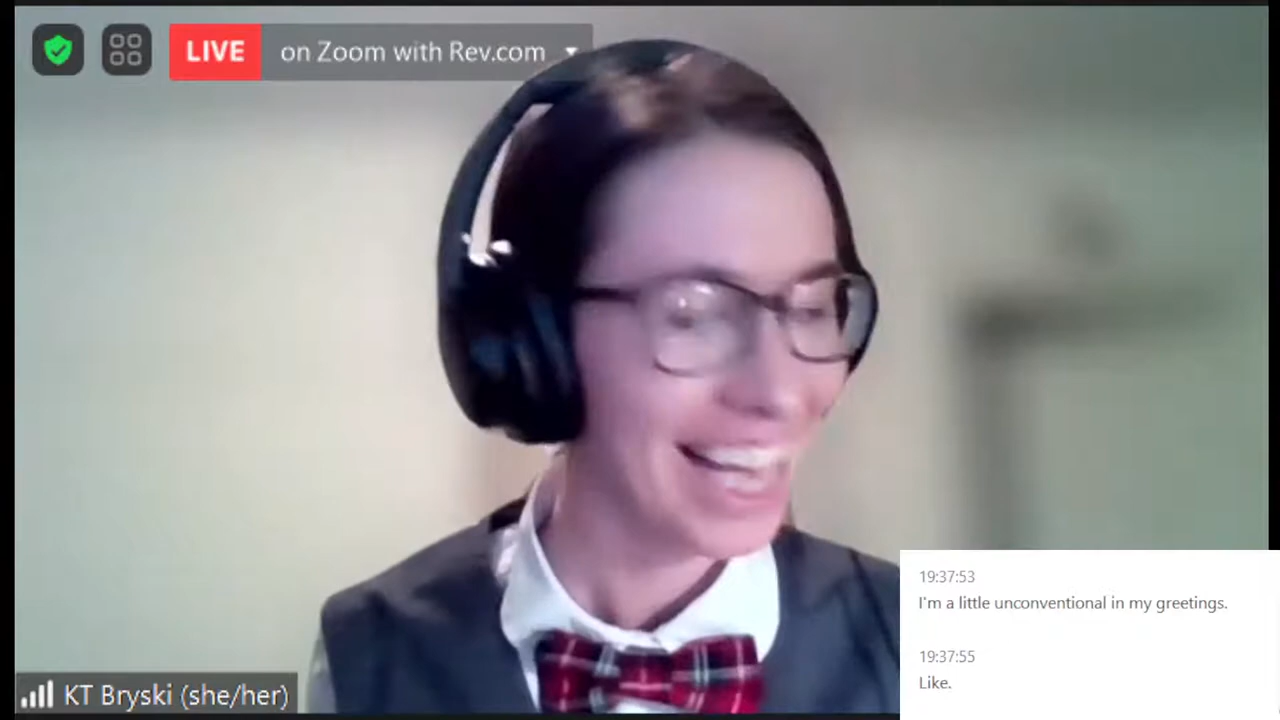 LIVE on Zoom with Rev.com
19:37:53
I'm a little unconventional in my greetings.
19:37:55
Like.
KT Bryski (she/her)